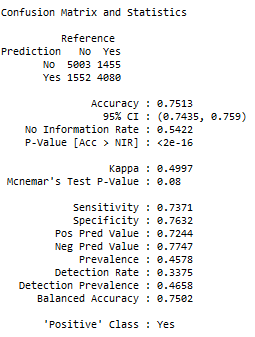 Confusion Matrix and Statistics
Reference
Prediction No Yes
No 5003 1455
Yes 1552 4080
Accuracy : 0.7513
95% CI : (0.7435, 0.759)
No Information Rate : 0.5422
P-Value [Acc > NIR] : <2e-16
Kappa : 0.4997
Mcnemar's Test P-Value : 0.08
Sensitivity : 0.7371
Specificity : 0.7632
Pos Pred Value : 0.7244
Neg Pred Value : 0.7747
Prevalence : 0.4578
Detection Rate : 0.3375
Detection Prevalence : 0.4658
Balanced Accuracy : 0.7502
'Positive' Class : Yes